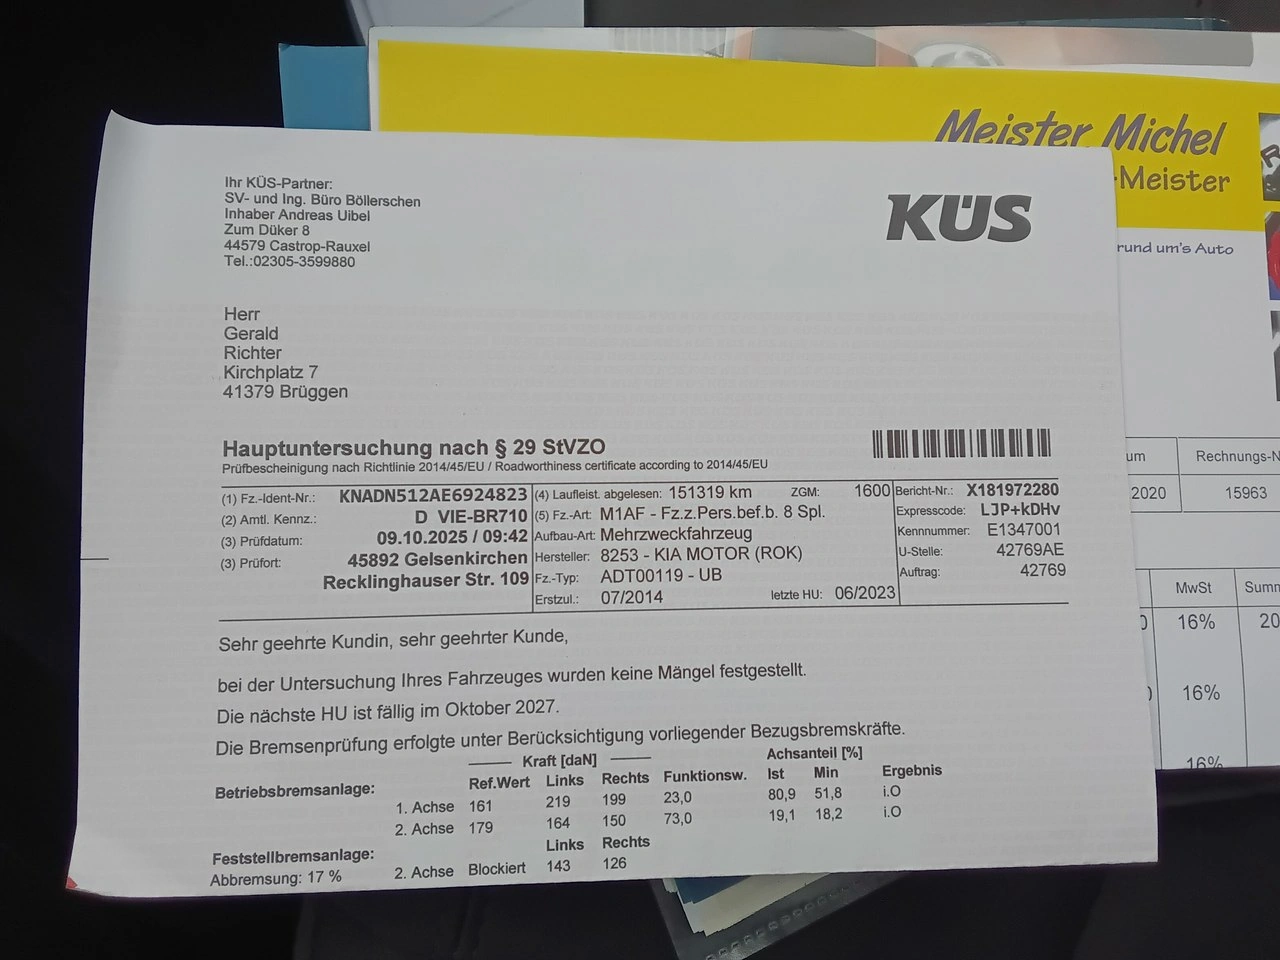 Meister Michel
-Meister
rund um's Auto
Ihr KÜS-Partner:
SV- und Ing. Büro Böllerschen
Inhaber Andreas Uibel
Zum Düker 8
44579 Castrop-Rauxel
Tel.:02305-3599880
KÜS
Herr
Gerald
Richter
Kirchplatz 7
41379 Brüggen
Hauptuntersuchung nach § 29 StVZO
Prüfbescheinigung nach Richtlinie 2014/45/EU / Roadworthiness certificate according to 2014/45/EU
(1) Fz.-Ident-Nr.: KNADN512AE6924823 (4) Laufleist. abgelesen: 151319 km ZGM: 1600 Bericht-Nr.: X181972280
(2) Amtl. Kennz.: D VIE-BR710 (5) Fz.-Art: M1AF - Fz.z.Pers.bef.b. 8 Spl. Expresscode: LJP+kDHv
(3) Prüfdatum: 09.10.2025 / 09:42 Aufbau-Art: Mehrzweckfahrzeug Kennnummer: E1347001
(3) Prüfort: 45892 Gelsenkirchen Hersteller: 8253 - KIA MOTOR (ROK) U-Stelle: 42769AE
Recklinghauser Str. 109 Fz.-Typ: ADT00119 - UB Auftrag: 42769
Erstzul.: 07/2014 letzte HU: 06/2023
Sehr geehrte Kundin, sehr geehrter Kunde,
bei der Untersuchung Ihres Fahrzeuges wurden keine Mängel festgestellt.
Die nächste HU ist fällig im Oktober 2027.
Die Bremsenprüfung erfolgte unter Berücksichtigung vorliegender Bezugsbremskräfte.
Kraft [daN] Achsanteil [%]
Betriebsbremsanlage: Ref.Wert Links Rechts Funktionsw. Ist Min Ergebnis
1. Achse 161 219 199 23,0 80,9 51,8 i.O
2. Achse 179 164 150 73,0 19,1 18,2 i.O
Feststellbremsanlage: Links Rechts
Abbremsung: 17 % 2. Achse Blockiert 143 126
um Rechnungs-N
2020 15963
MwSt Summ
0 16% 20
16%
16%